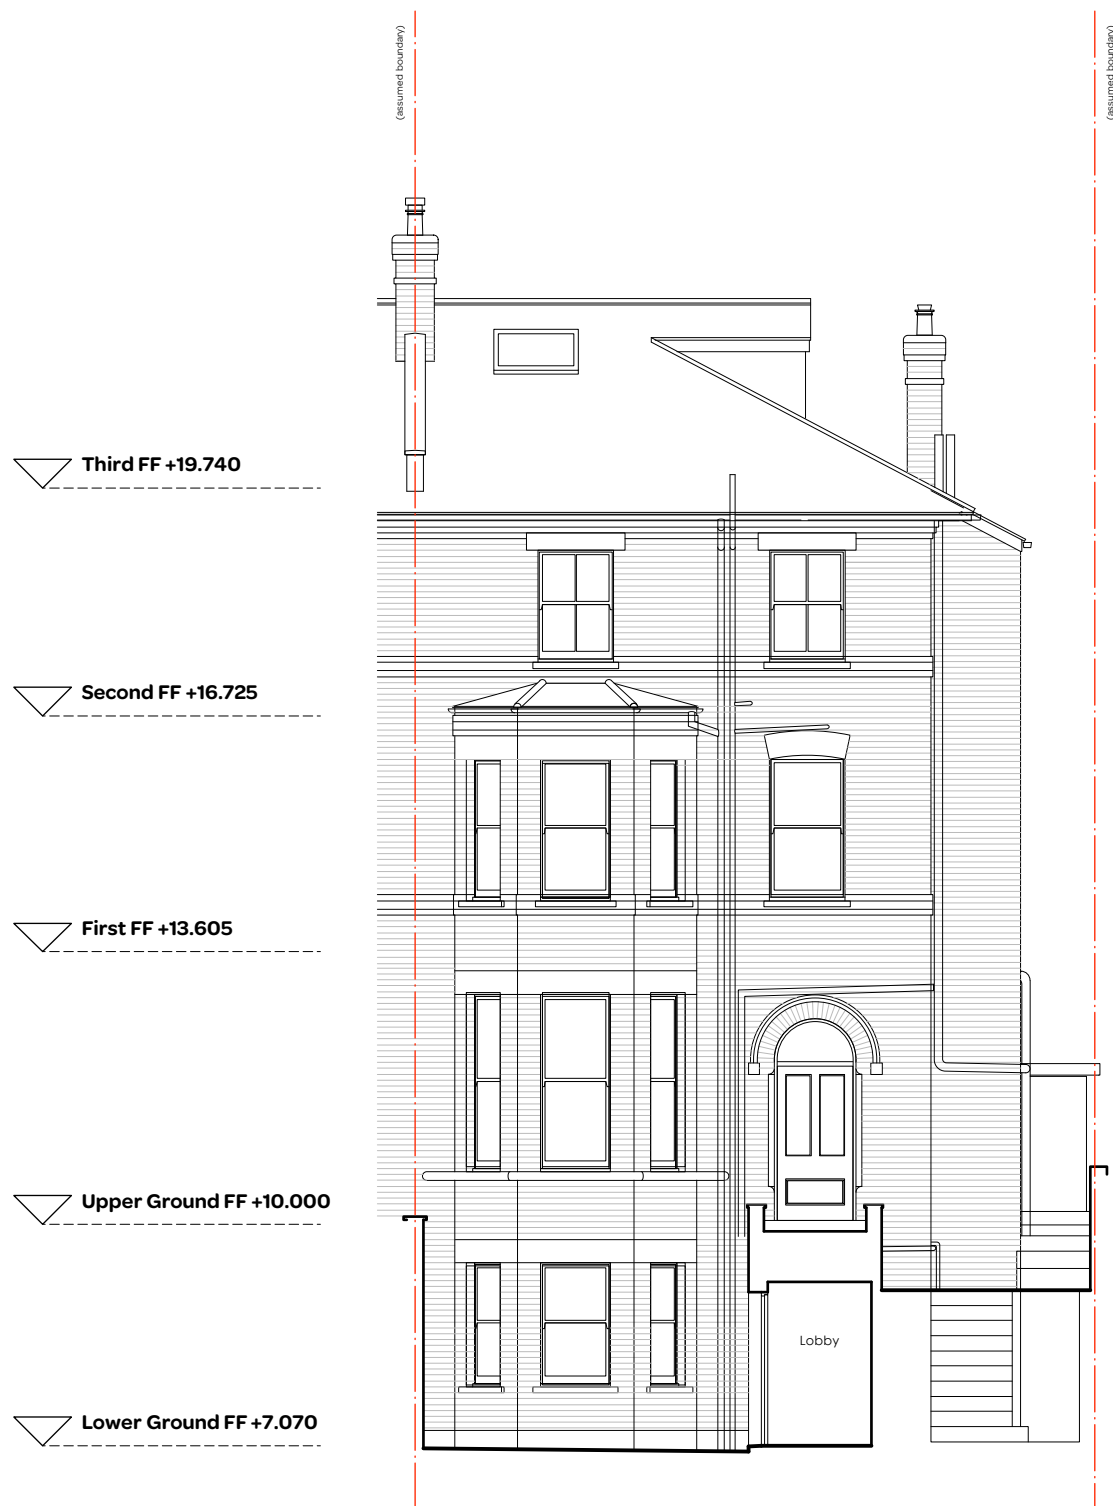 (assumed boundary)
(assumed boundary)
Third FF +19.740
Second FF +16.725
First FF +13.605
Upper Ground FF +10.000
Lobby
Lower Ground FF +7.070